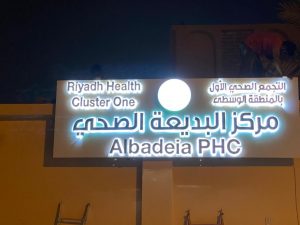 Riyadh Health
Cluster One
التجمع الصحي الأول
بالمنطقة الوسطى
مركز البديعة الصحي
Albadeia PHC